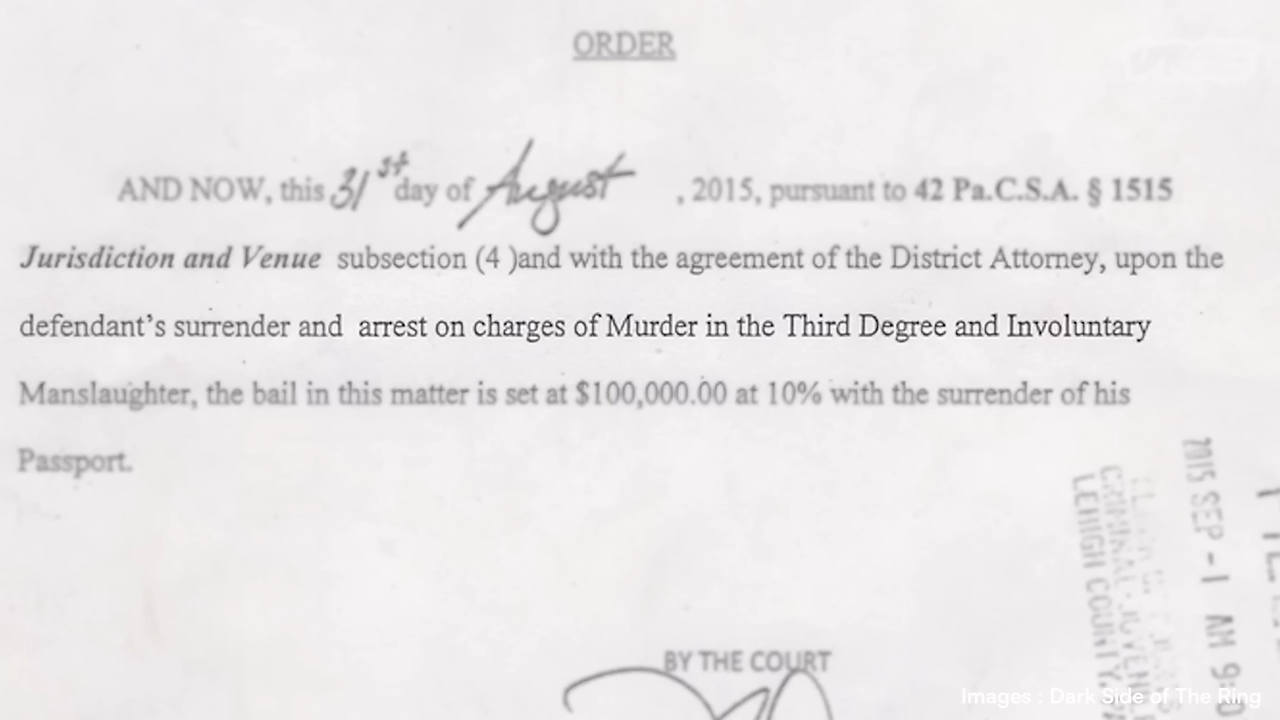 ORDER
AND NOW, this 31st day of August , 2015, pursuant to 42 Pa.C.S.A. § 1515
Jurisdiction and Venue subsection (4 )and with the agreement of the District Attorney, upon the
defendant’s surrender and arrest on charges of Murder in the Third Degree and Involuntary
Manslaughter, the bail in this matter is set at $100,000.00 at 10% with the surrender of his
Passport.
2015 SEP -1 AM 9:
CRIMINAL
LEHIGH COUNTY,
BY THE COURT
Images : Dark Side of The Ring